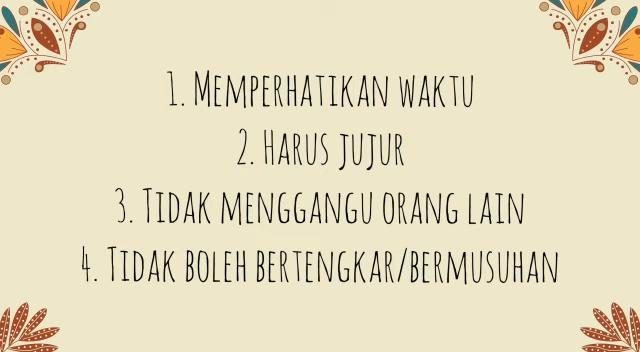 1. Memperhatikan waktu
2. Harus jujur
3. Tidak menggangu orang lain
4. Tidak boleh bertengkar/bermusuhan